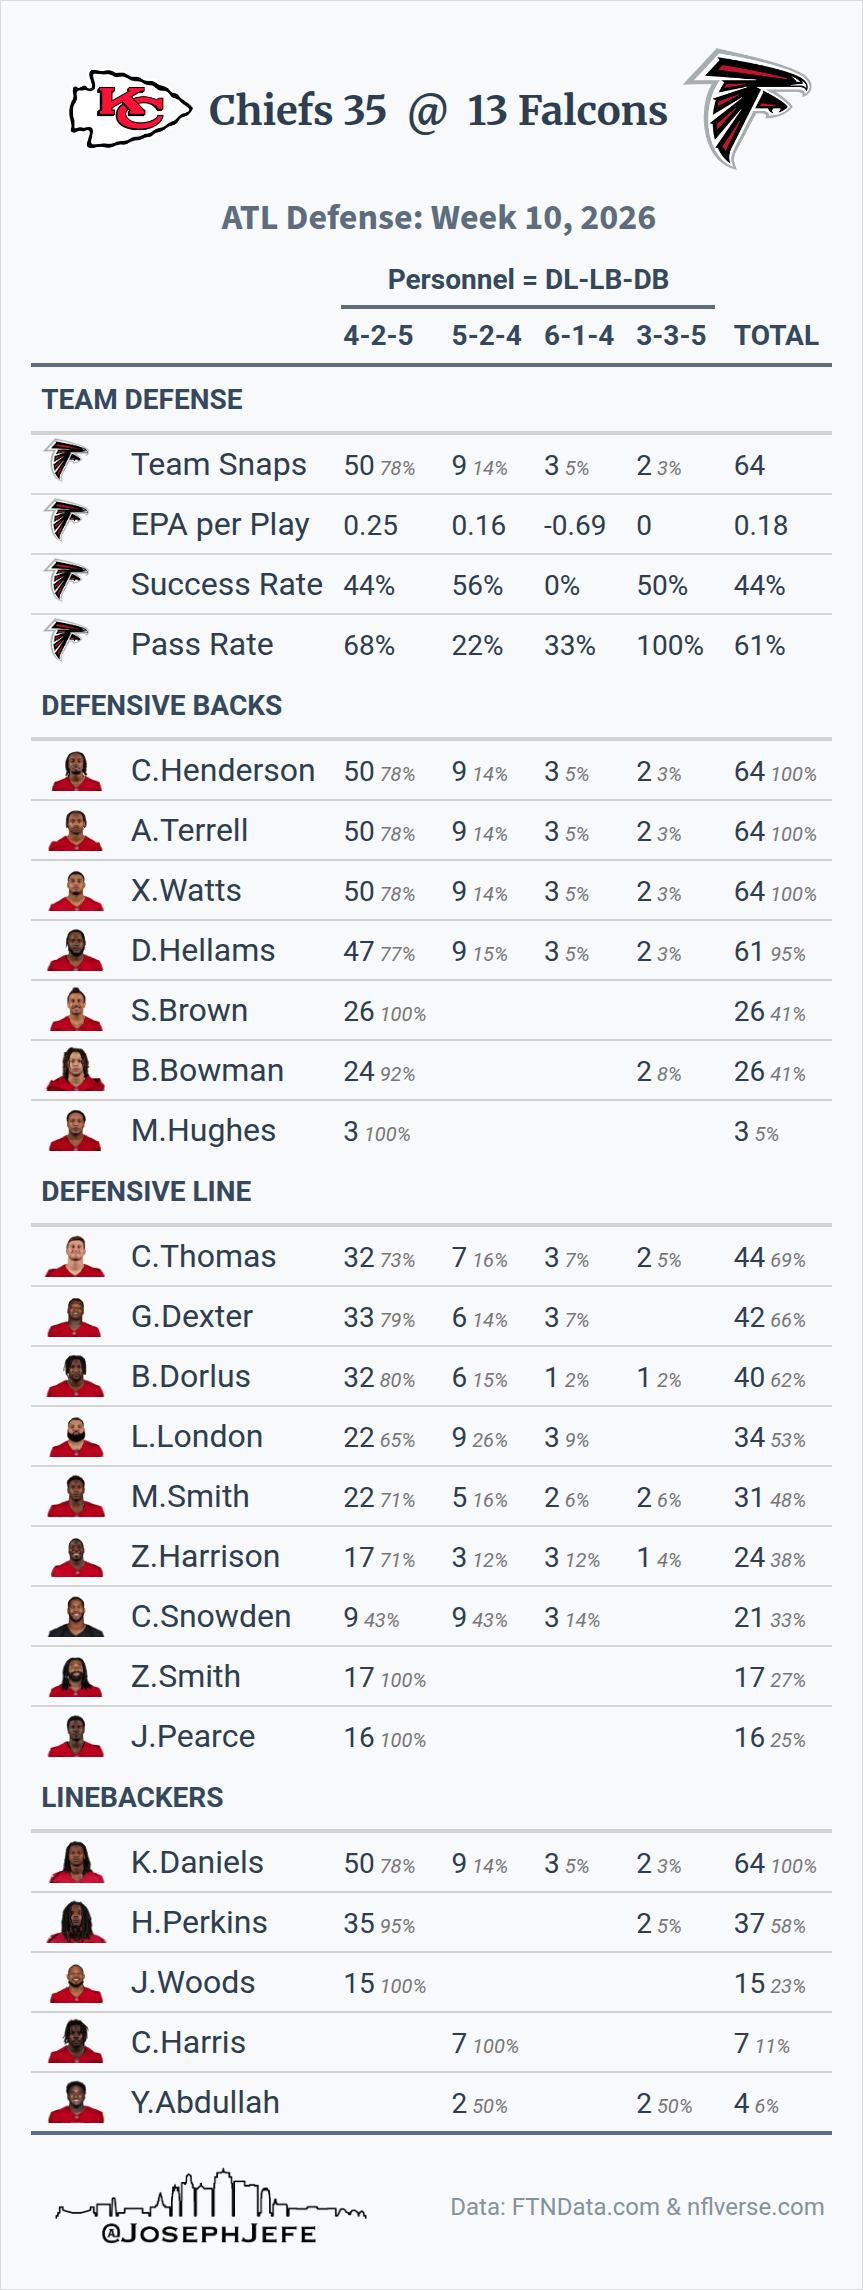 KC
Chiefs 35 @ 13 Falcons
ATL Defense: Week 10, 2026
Personnel = DL-LB-DB
4-2-5 5-2-4 6-1-4 3-3-5 TOTAL
TEAM DEFENSE
Team Snaps 50 78% 9 14% 3 5% 2 3% 64
EPA per Play 0.25 0.16 -0.69 0 0.18
Success Rate 44% 56% 0% 50% 44%
Pass Rate 68% 22% 33% 100% 61%
DEFENSIVE BACKS
C.Henderson 50 78% 9 14% 3 5% 2 3% 64 100%
A.Terrell 50 78% 9 14% 3 5% 2 3% 64 100%
X.Watts 50 78% 9 14% 3 5% 2 3% 64 100%
D.Hellams 47 77% 9 15% 3 5% 2 3% 61 95%
S.Brown 26 100% 26 41%
B.Bowman 24 92% 2 8% 26 41%
M.Hughes 3 100% 3 5%
DEFENSIVE LINE
C.Thomas 32 73% 7 16% 3 7% 2 5% 44 69%
G.Dexter 33 79% 6 14% 3 7% 42 66%
B.Dorlus 32 80% 6 15% 1 2% 1 2% 40 62%
L.London 22 65% 9 26% 3 9% 34 53%
M.Smith 22 71% 5 16% 2 6% 2 6% 31 48%
Z.Harrison 17 71% 3 12% 3 12% 1 4% 24 38%
C.Snowden 9 43% 9 43% 3 14% 21 33%
Z.Smith 17 100% 17 27%
J.Pearce 16 100% 16 25%
LINEBACKERS
K.Daniels 50 78% 9 14% 3 5% 2 3% 64 100%
H.Perkins 35 95% 2 5% 37 58%
J.Woods 15 100% 15 23%
C.Harris 7 100% 7 11%
Y.Abdullah 2 50% 2 50% 4 6%
@JOSEPHJEFE
Data: FTNData.com & nflverse.com